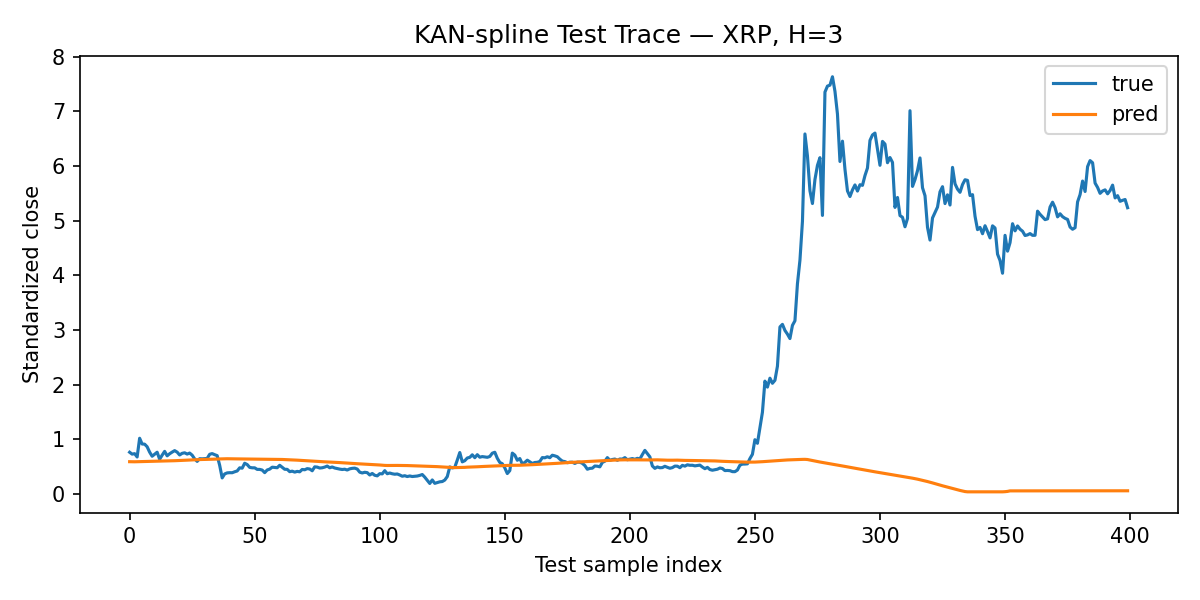 KAN-spline Test Trace — XRP, H=3
true
pred
Standardized close
8
7
6
5
4
3
2
1
0
0 50 100 150 200 250 300 350 400
Test sample index